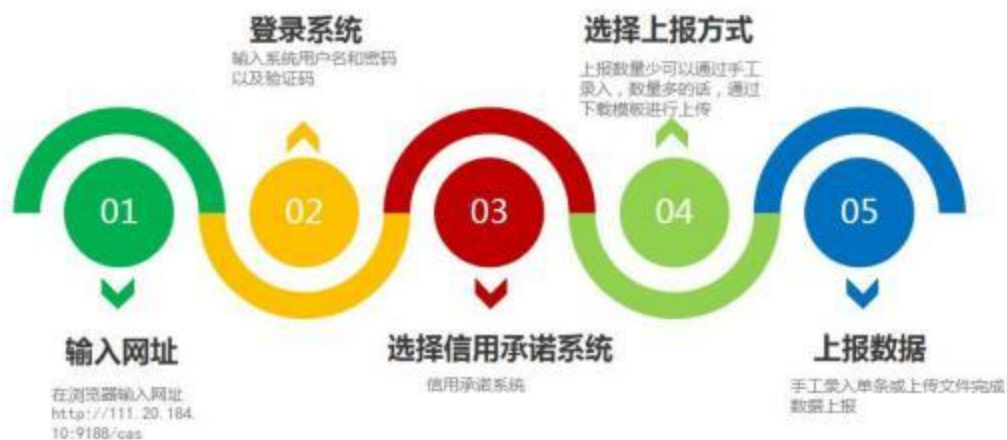 01
输入网址
在浏览器输入网址
http://111.20.184.
10:9188/cas
02
登录系统
输入系统用户名和密码
以及验证码
03
选择信用承诺系统
信用承诺系统
04
选择上报方式
上报数量少可以通过手工
录入，数量多的话，通过
下载模板进行上传
05
上报数据
手工录入单条或上传文件完成
数据上报